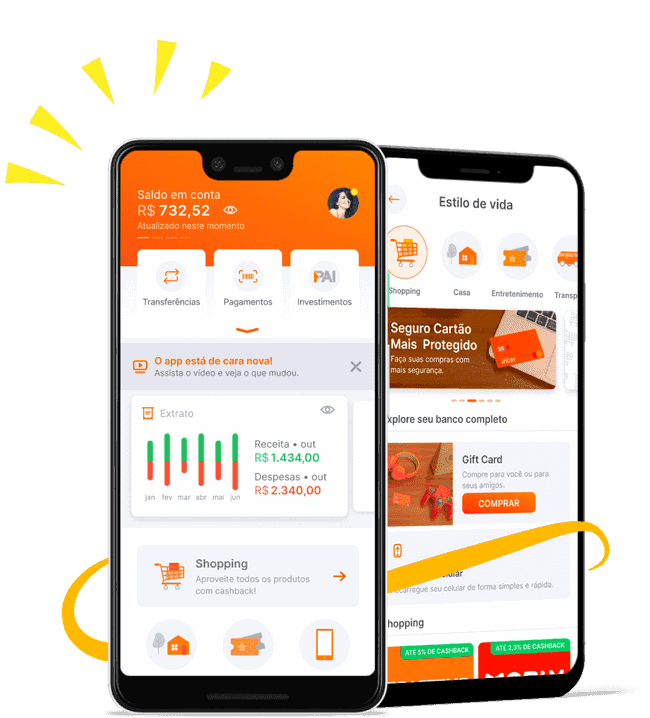 Saldo em conta
R$ 732,52
Atualizado neste momento
Transferências
Pagamentos
PAI
Investimentos
O app está de cara nova!
Assista o vídeo e veja o que mudou.
Extrato
jan fev mar abr mai jun
Receita • out
R$ 1.434,00
Despesas • out
R$ 2.340,00
Shopping
Aproveite todos os produtos
com cashback!
Estilo de vida
Shopping
Casa
Entretenimento
Transp
Seguro Cartão
Mais Protegido
Faça suas compras com
mais segurança.
inter
xplore seu banco completo
Gift Card
Compre para você ou para
seus amigos.
COMPRAR
ecarregue seu celular de forma simples e rápida.
hopping
ATÉ 5% DE CASHBACK
ATÉ 2,3% DE CASHBACK